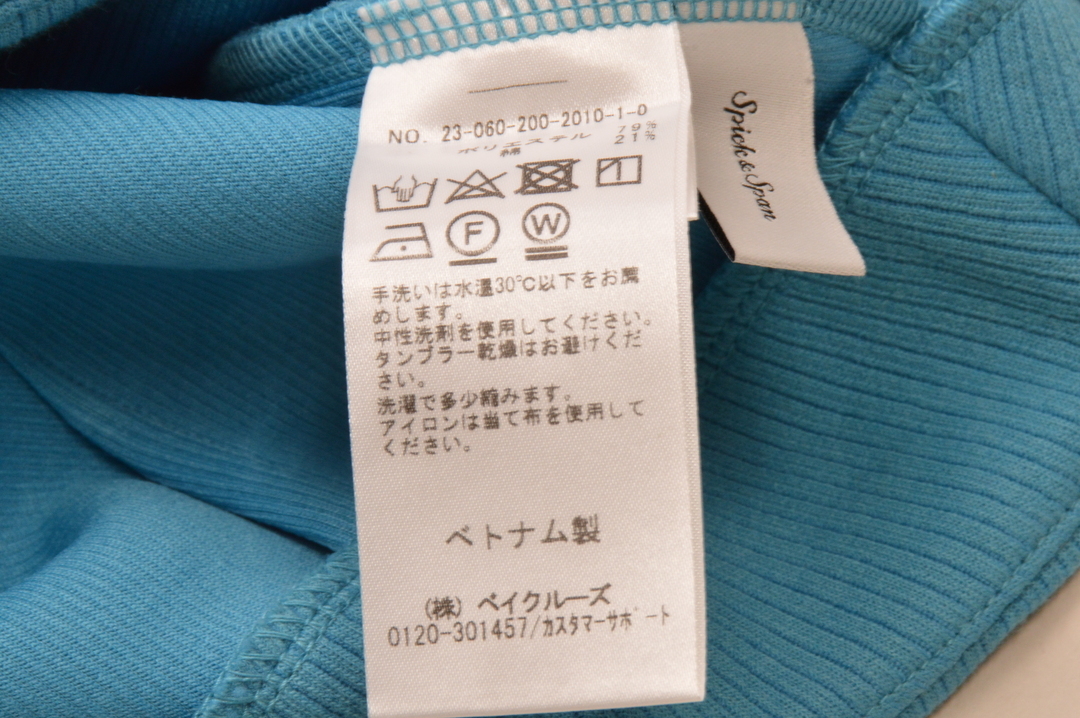 NO. 23-060-200-2010-1-0
ポリエステル 79%
綿 21%
F
W
手洗いは水温30℃以下をお薦
めします。
中性洗剤を使用してください。
タンブラー乾燥はお避けくだ
さい。
洗濯で多少縮みます。
アイロンは当て布を使用して
ください。
ベトナム製
(株) ベイクルーズ
0120-301457/カスタマーサポート
Spick & Span